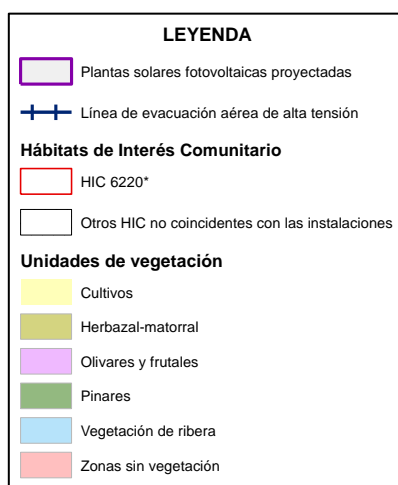 LEYENDA
Plantas solares fotovoltaicas proyectadas
Línea de evacuación aérea de alta tensión
Hábitats de Interés Comunitario
HIC 6220*
Otros HIC no coincidentes con las instalaciones
Unidades de vegetación
Cultivos
Herbazal-matorral
Olivares y frutales
Pinares
Vegetación de ribera
Zonas sin vegetación